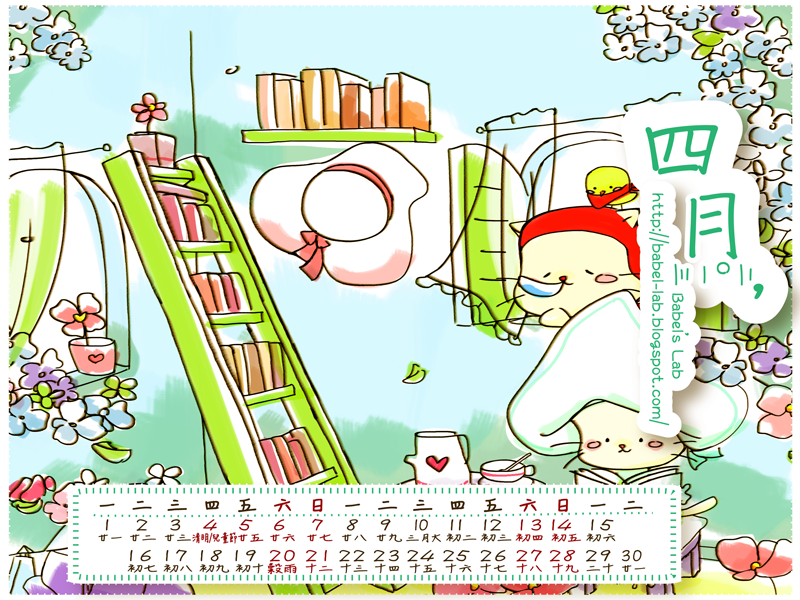 四月。
http://babel-lab.blogspot.com/
Babel's Lab
一 二 三 四 五 六 日 一 二 三 四 五 六 日 一 二
1 2 3 4 5 6 7 8 9 10 11 12 13 14 15
廿一 廿二 廿三 清明/兒童節 廿五 廿六 廿七 廿八 廿九 三月大 初二 初三 初四 初五 初六
16 17 18 19 20 21 22 23 24 25 26 27 28 29 30
初七 初八 初九 初十 穀雨 十二 十三 十四 十五 十六 十七 十八 十九 二十 廿一